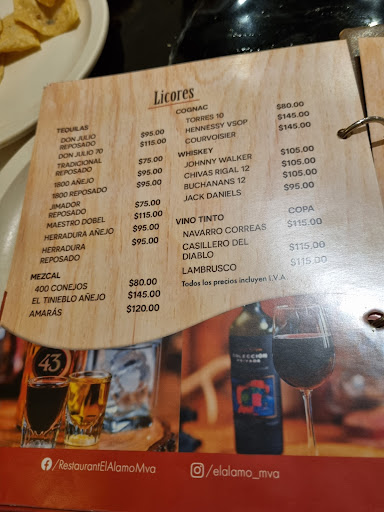 Licores
TEQUILAS
DON JULIO
REPOSADO $95.00
DON JULIO 70 $115.00
TRADICIONAL
REPOSADO $75.00
1800 AÑEJO $95.00
1800 REPOSADO $95.00
JIMADOR
REPOSADO $75.00
MAESTRO DOBEL $115.00
HERRADURA AÑEJO $95.00
HERRADURA
REPOSADO $95.00
MEZCAL
400 CONEJOS $80.00
EL TINIEBLO AÑEJO $145.00
AMARÁS $120.00
COGNAC
TORRES 10 $80.00
HENNESSY VSOP $145.00
COURVOISIER $145.00
WHISKEY
JOHNNY WALKER $105.00
CHIVAS RIGAL 12 $105.00
BUCHANANS 12 $105.00
JACK DANIELS $95.00
VINO TINTO COPA
NAVARRO CORREAS $115.00
CASILLERO DEL
DIABLO $115.00
LAMBRUSCO $115.00
Todos los precios incluyen I.V.A.
43
COLECCIÓN
PRIVADA
/RestaurantElAlamoMva
/elalamo_mva